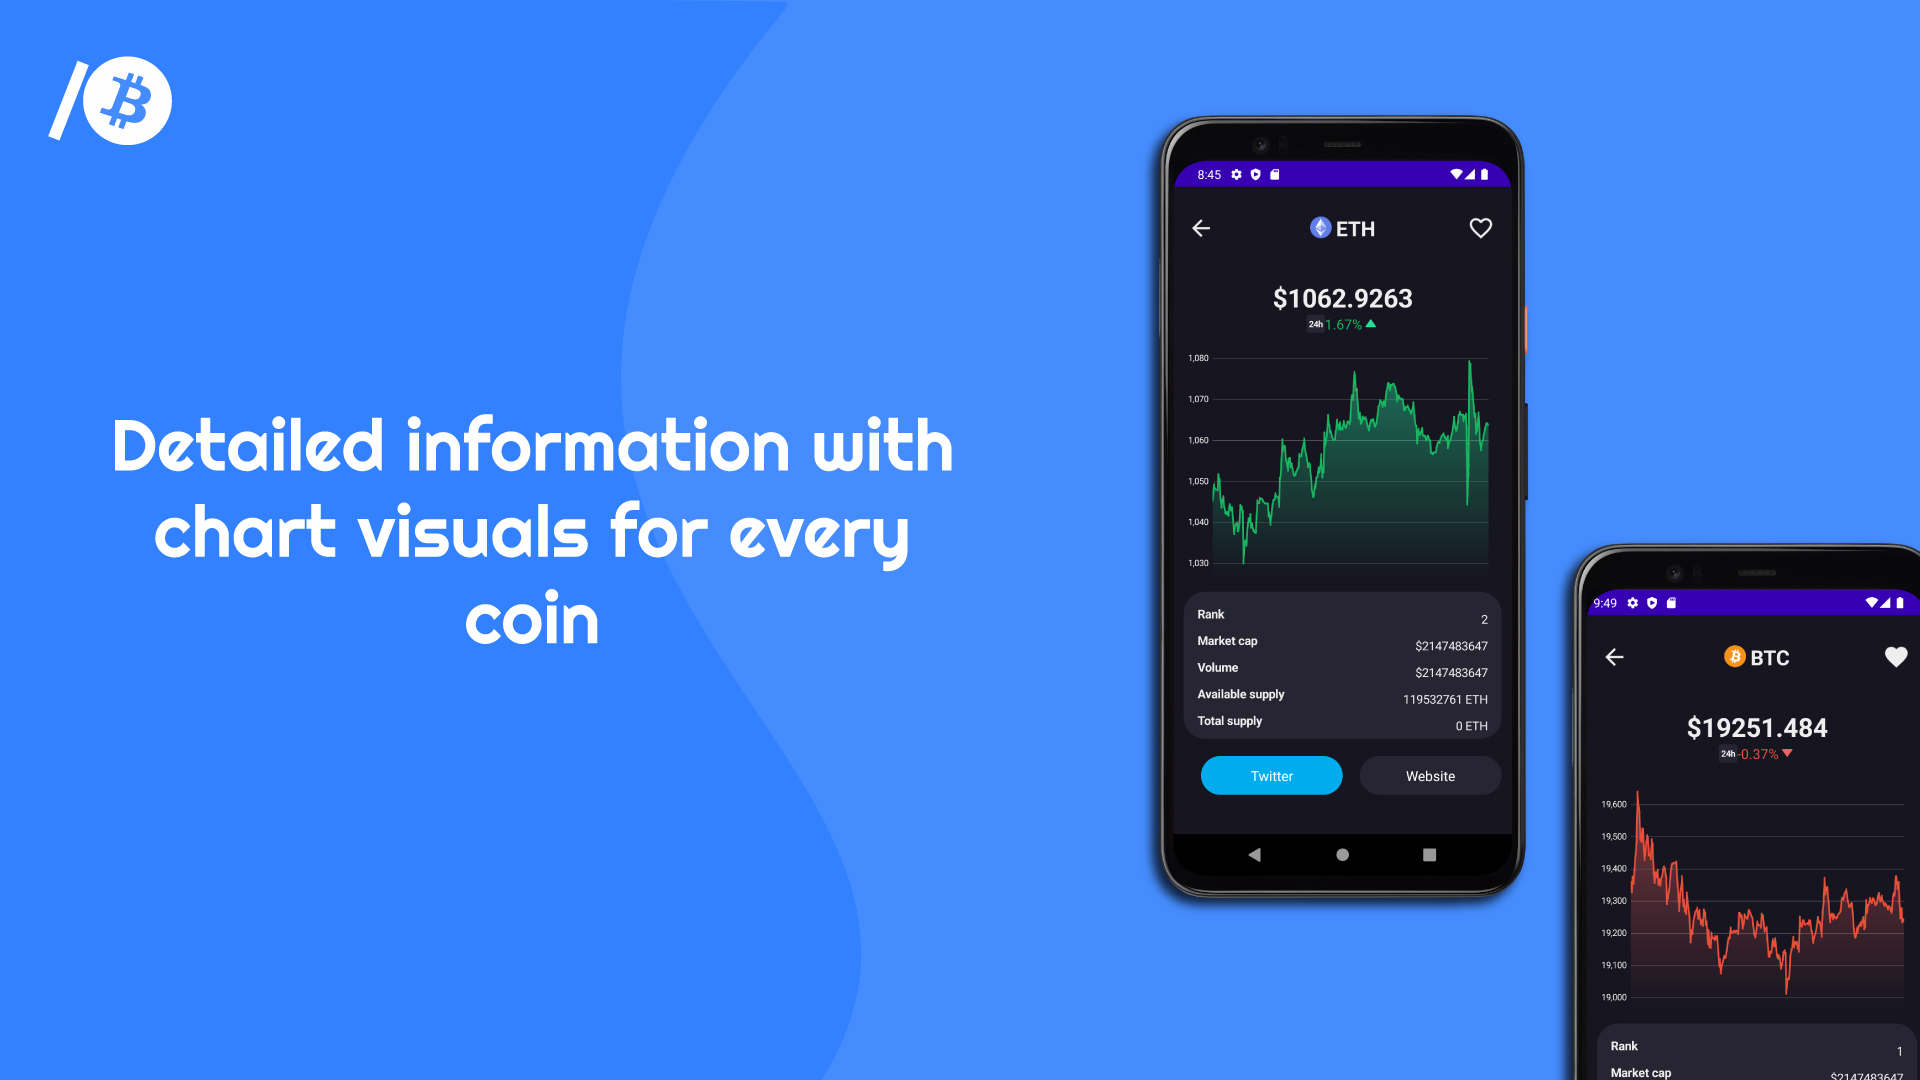 Detailed information with
chart visuals for every
coin
8:45
ETH
$1062.9263
24h 1.67%
1,080
1,070
1,060
1,050
1,040
1,030
Rank 2
Market cap $2147483647
Volume $2147483647
Available supply 119532761 ETH
Total supply 0 ETH
Twitter Website
9:49
BTC
$19251.484
24h -0.37%
19,600
19,500
19,400
19,300
19,200
19,100
19,000
Rank 1
Market cap $2147483647